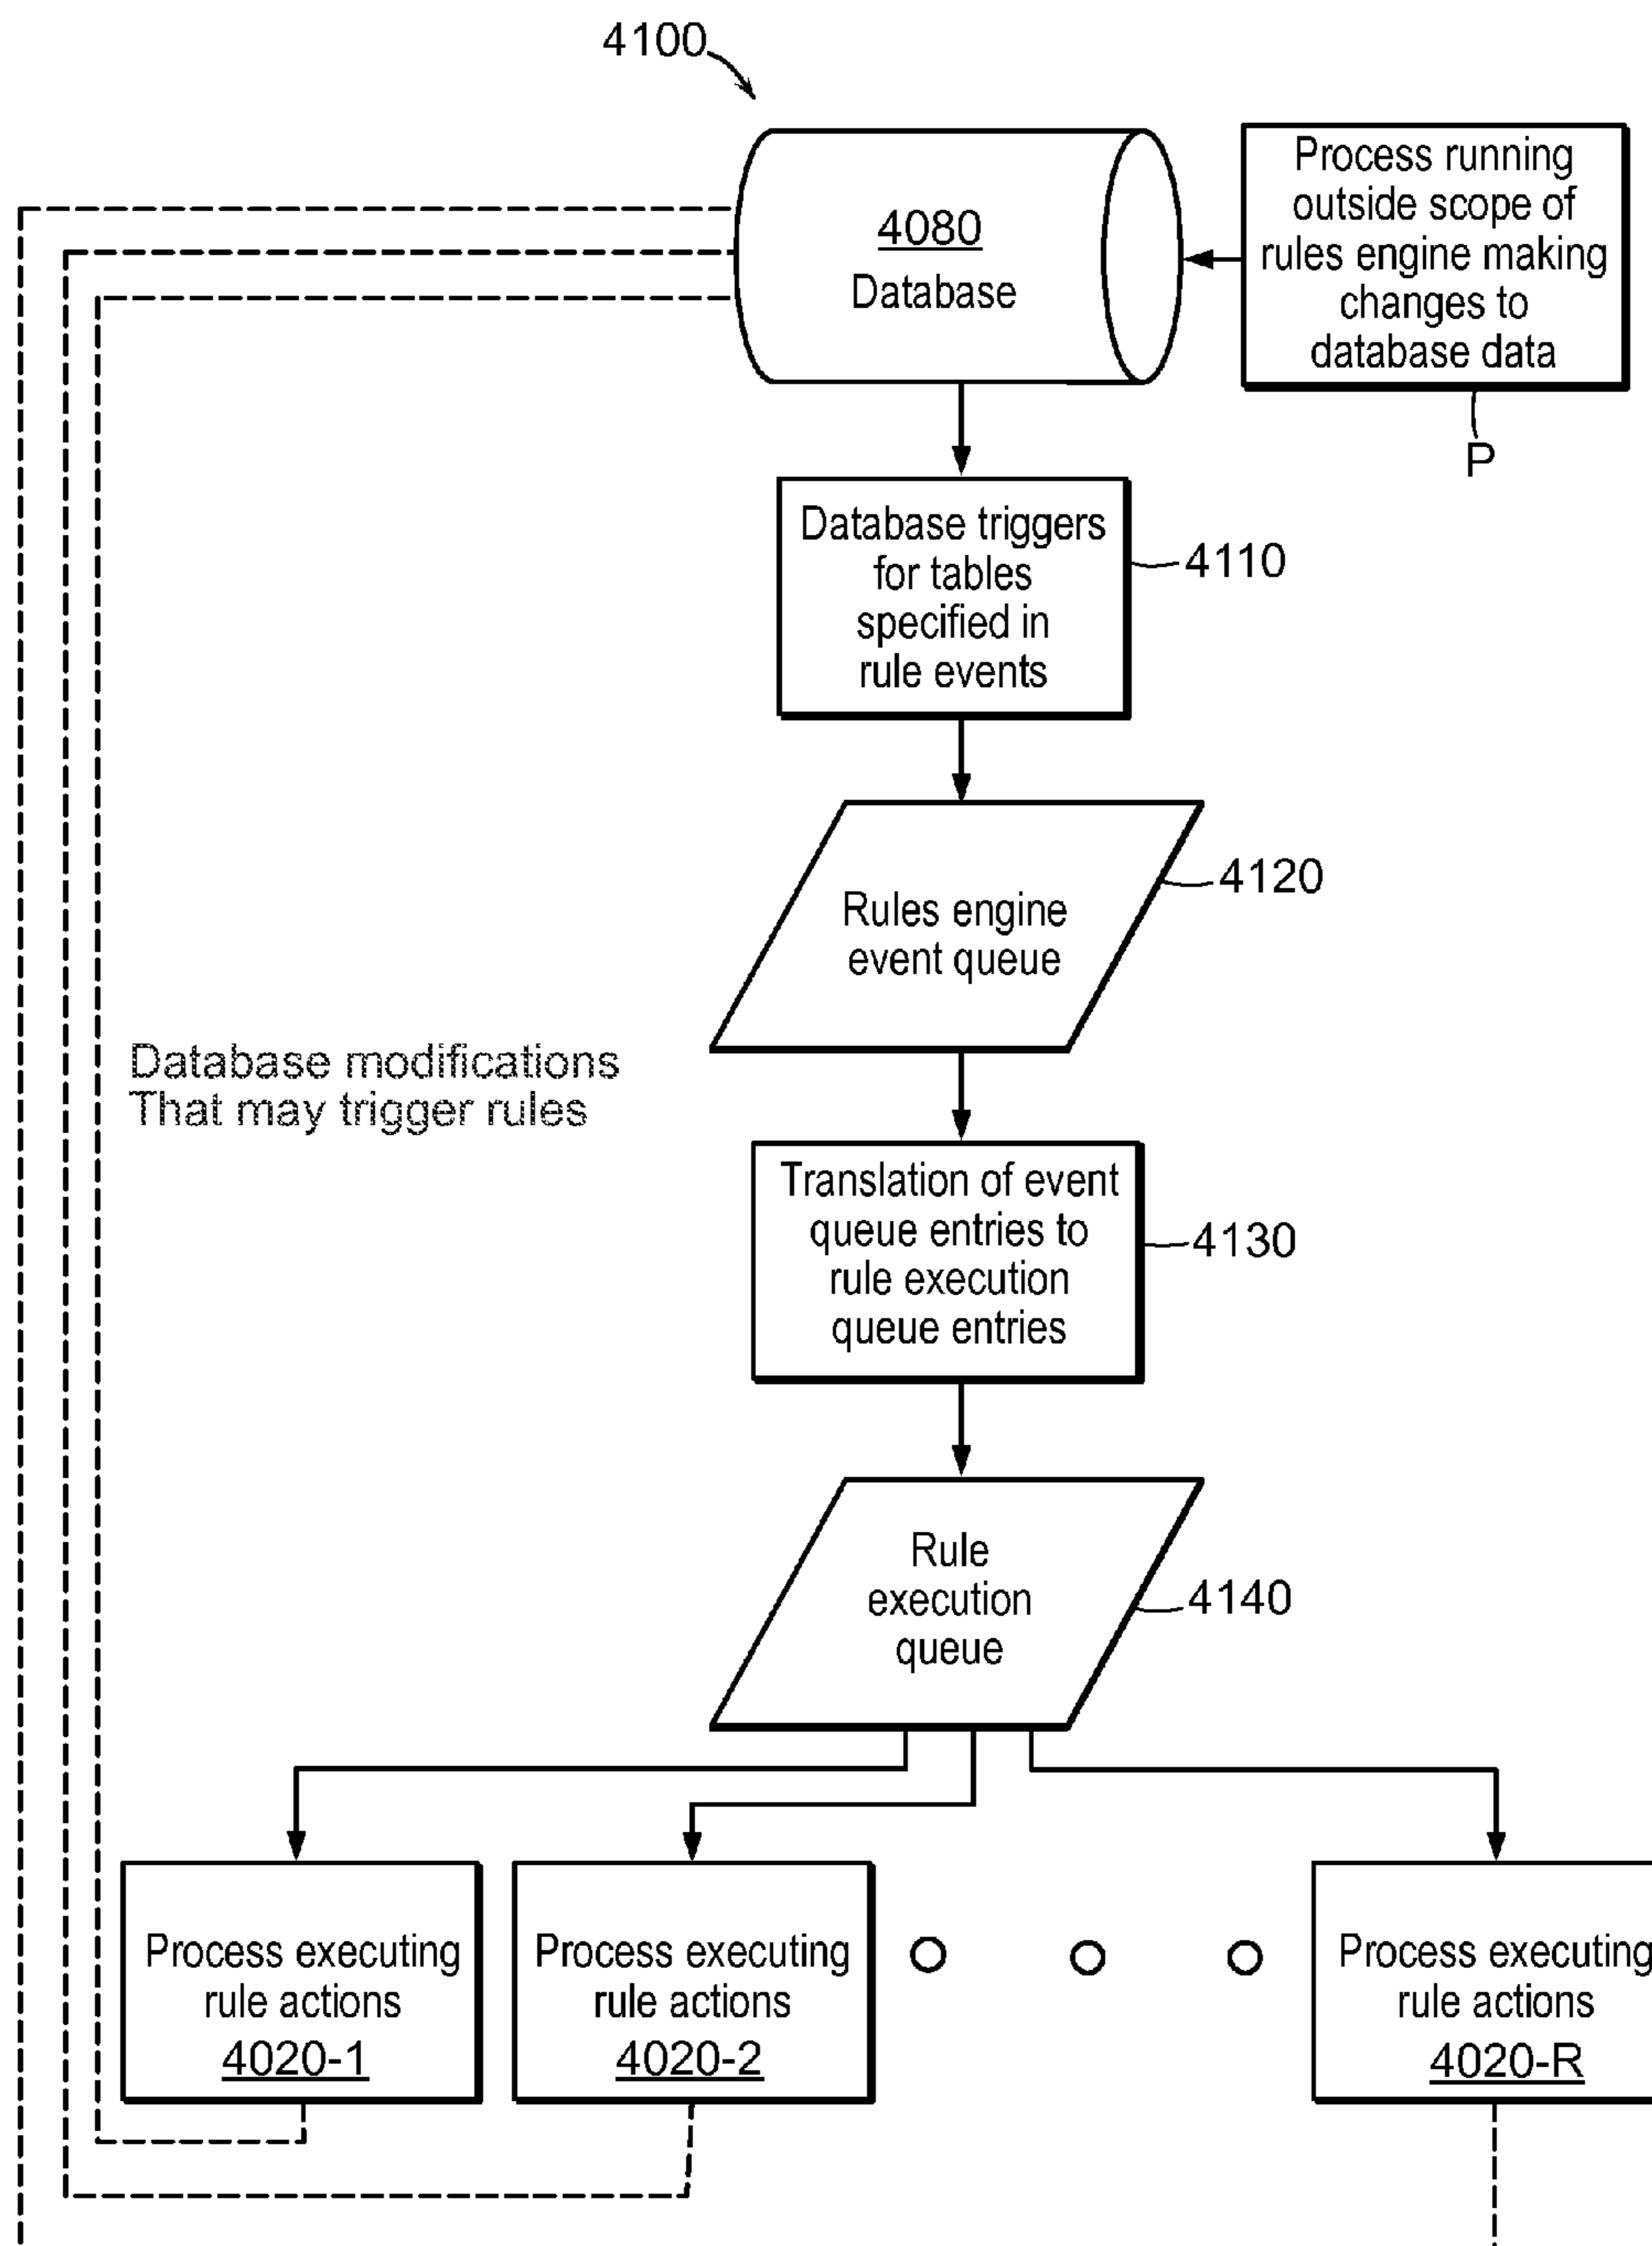 4100
4080
Database
Process running
outside scope of
rules engine making
changes to
database data
P
Database triggers
for tables
specified in
rule events
4110
Rules engine
event queue
4120
Database modifications
That may trigger rules
Translation of event
queue entries to
rule execution
queue entries
4130
Rule
execution
queue
4140
Process executing
rule actions
4020-1
Process executing
rule actions
4020-2
Process executing
rule actions
4020-R